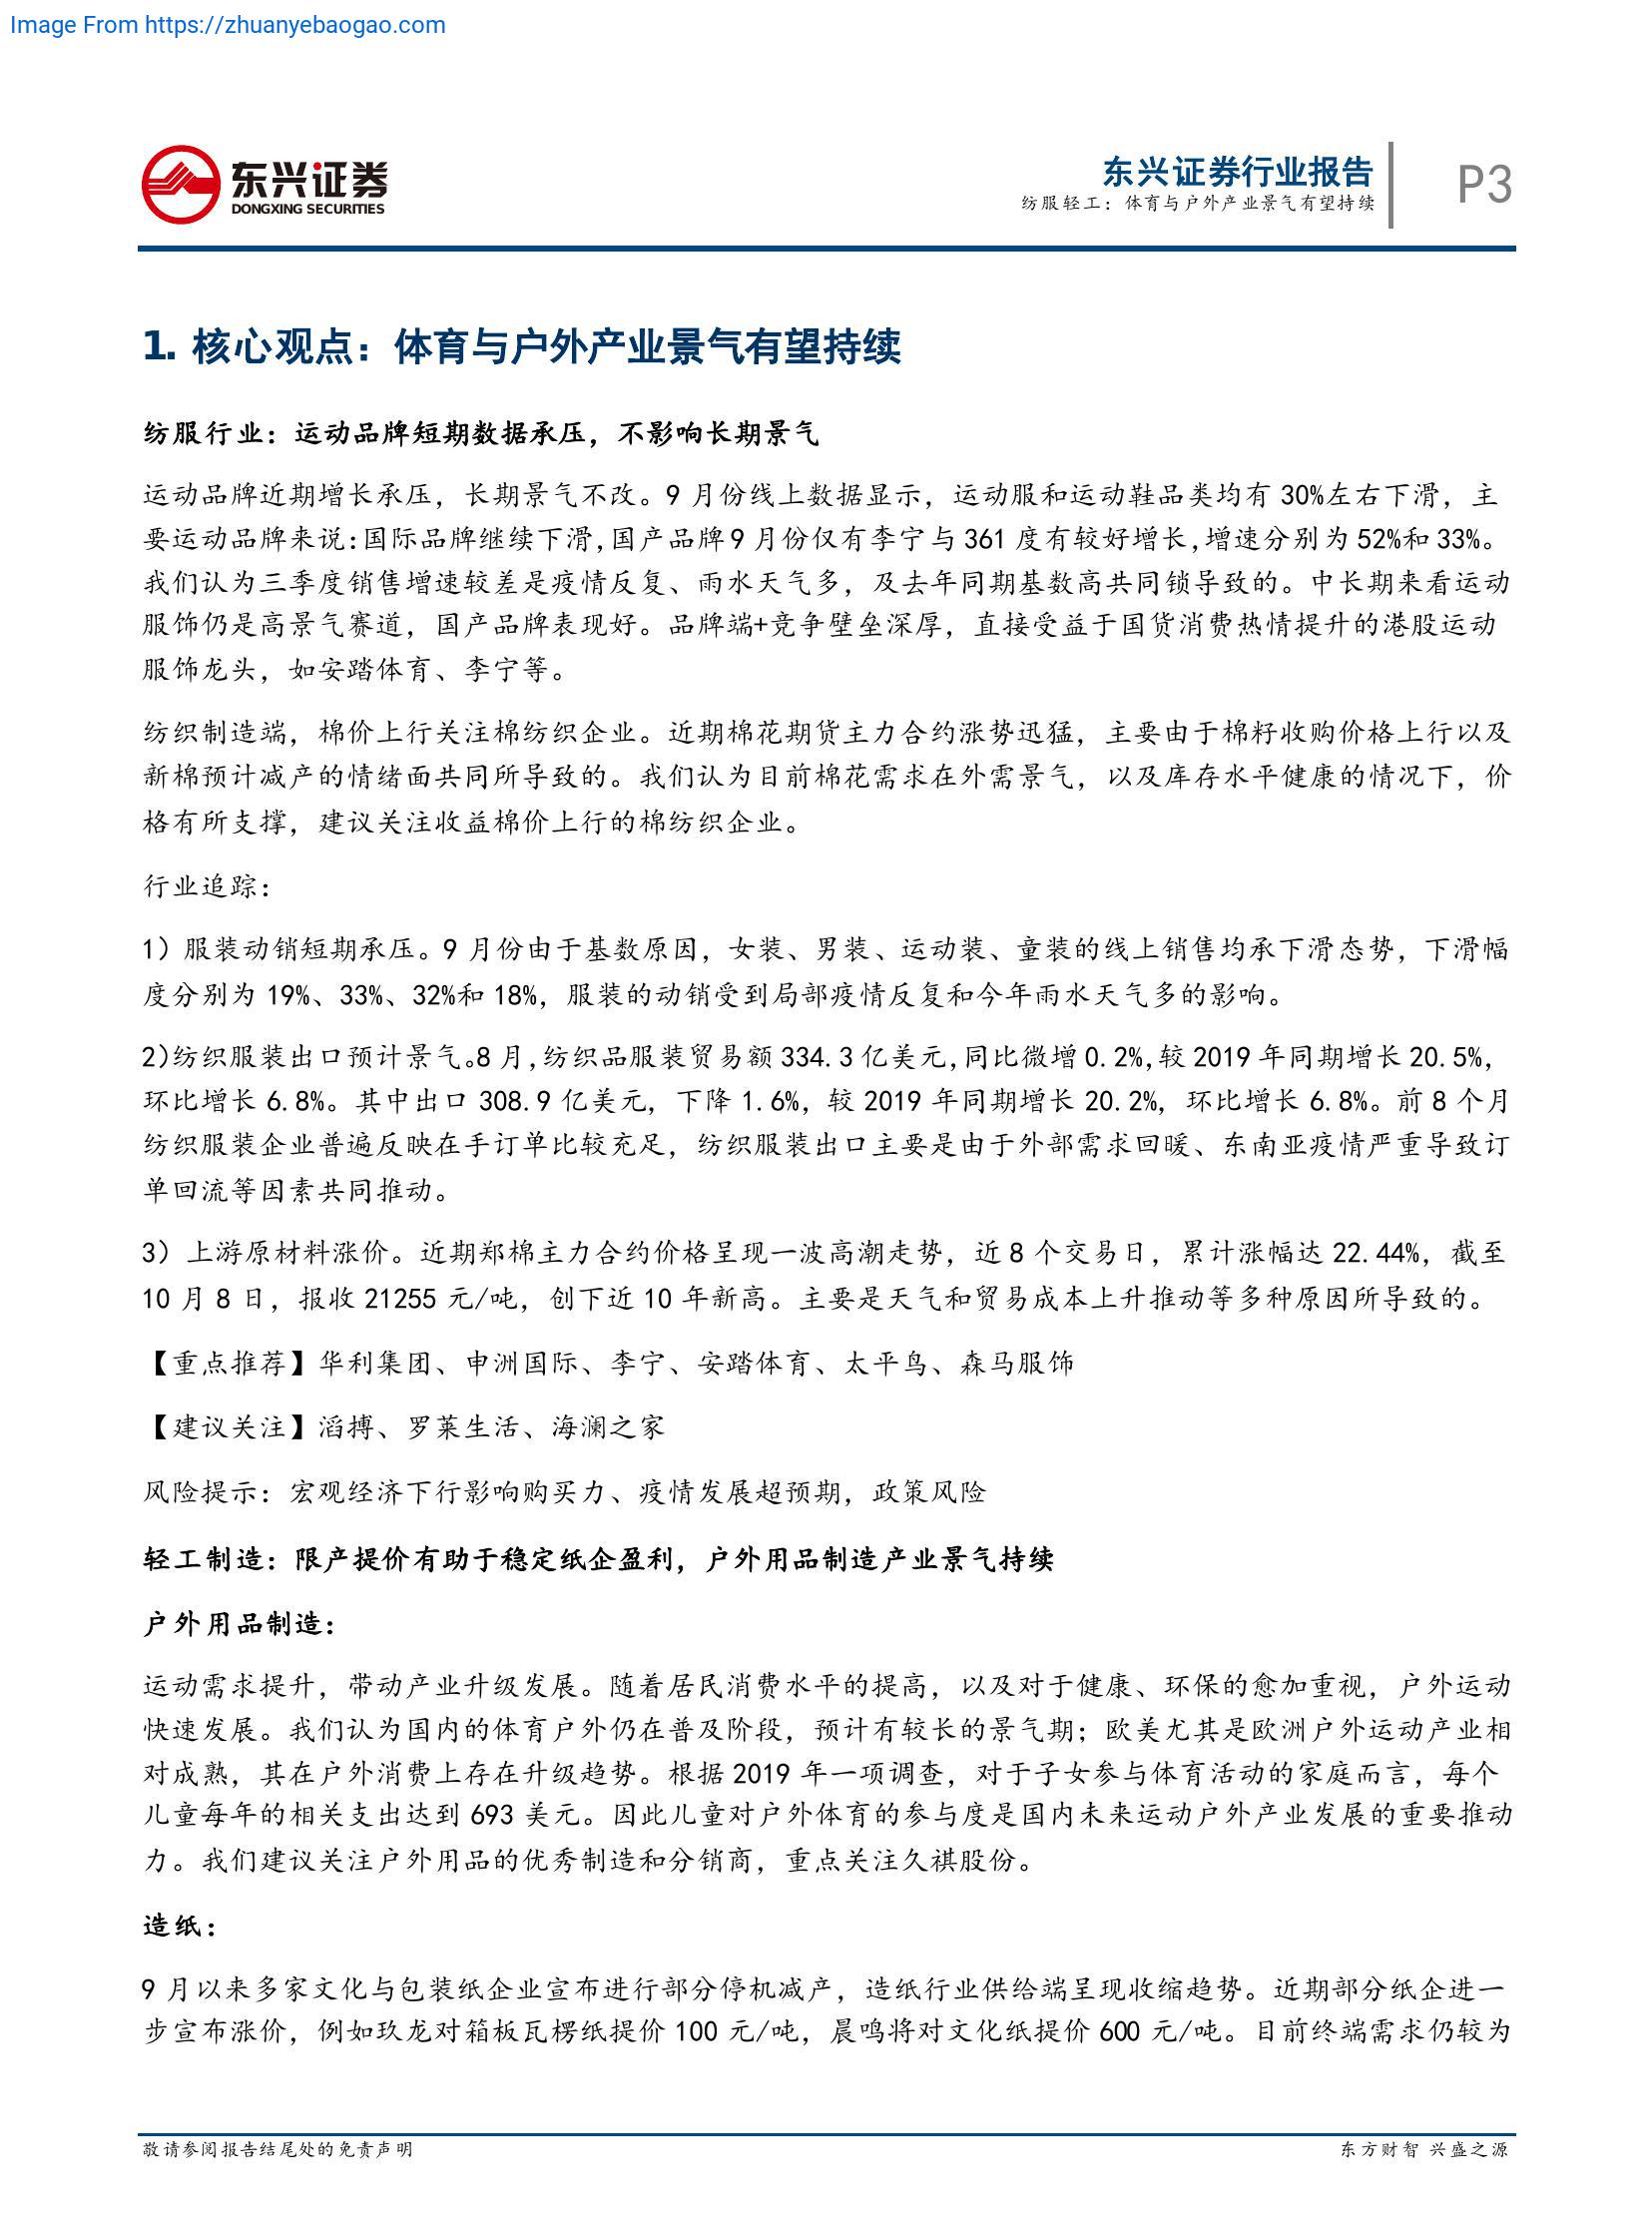 Image From https://zhuanyebaogao.com
东兴证券
DONGXING SECURITIES
东兴证券行业报告
纺服轻工：体育与户外产业景气有望持续
P3
1. 核心观点：体育与户外产业景气有望持续
纺服行业：运动品牌短期数据承压，不影响长期景气
运动品牌近期增长承压，长期景气不改。9 月份线上数据显示，运动服和运动鞋品类均有 30%左右下滑，主
要运动品牌来说:国际品牌继续下滑,国产品牌 9 月份仅有李宁与 361 度有较好增长,增速分别为 52%和 33%。
我们认为三季度销售增速较差是疫情反复、雨水天气多，及去年同期基数高共同锁导致的。中长期来看运动
服饰仍是高景气赛道，国产品牌表现好。品牌端+竞争壁垒深厚，直接受益于国货消费热情提升的港股运动
服饰龙头，如安踏体育、李宁等。
纺织制造端，棉价上行关注棉纺织企业。近期棉花期货主力合约涨势迅猛，主要由于棉籽收购价格上行以及
新棉预计减产的情绪面共同所导致的。我们认为目前棉花需求在外需景气，以及库存水平健康的情况下，价
格有所支撑，建议关注收益棉价上行的棉纺织企业。
行业追踪：
1）服装动销短期承压。9 月份由于基数原因，女装、男装、运动装、童装的线上销售均承下滑态势，下滑幅
度分别为 19%、33%、32%和 18%，服装的动销受到局部疫情反复和今年雨水天气多的影响。
2)纺织服装出口预计景气。8 月,纺织品服装贸易额 334.3 亿美元,同比微增 0.2%,较 2019 年同期增长 20.5%,
环比增长 6.8%。其中出口 308.9 亿美元, 下降 1.6%, 较 2019 年同期增长 20.2%, 环比增长 6.8%。前 8 个月
纺织服装企业普遍反映在手订单比较充足，纺织服装出口主要是由于外部需求回暖、东南亚疫情严重导致订
单回流等因素共同推动。
3）上游原材料涨价。近期郑棉主力合约价格呈现一波高潮走势，近 8 个交易日，累计涨幅达 22.44%，截至
10 月 8 日，报收 21255 元/吨，创下近 10 年新高。主要是天气和贸易成本上升推动等多种原因所导致的。
【重点推荐】华利集团、申洲国际、李宁、安踏体育、太平鸟、森马服饰
【建议关注】滔搏、罗莱生活、海澜之家
风险提示：宏观经济下行影响购买力、疫情发展超预期，政策风险
轻工制造：限产提价有助于稳定纸企盈利，户外用品制造产业景气持续
户外用品制造：
运动需求提升，带动产业升级发展。随着居民消费水平的提高，以及对于健康、环保的愈加重视，户外运动
快速发展。我们认为国内的体育户外仍在普及阶段，预计有较长的景气期；欧美尤其是欧洲户外运动产业相
对成熟，其在户外消费上存在升级趋势。根据 2019 年一项调查，对于子女参与体育活动的家庭而言，每个
儿童每年的相关支出达到 693 美元。因此儿童对户外体育的参与度是国内未来运动户外产业发展的重要推动
力。我们建议关注户外用品的优秀制造和分销商，重点关注久祺股份。
造纸：
9 月以来多家文化与包装纸企业宣布进行部分停机减产，造纸行业供给端呈现收缩趋势。近期部分纸企进一
步宣布涨价，例如玖龙对箱板瓦楞纸提价 100 元/吨，晨鸣将对文化纸提价 600 元/吨。目前终端需求仍较为
敬请参阅报告结尾处的免责声明
东方财智 兴盛之源